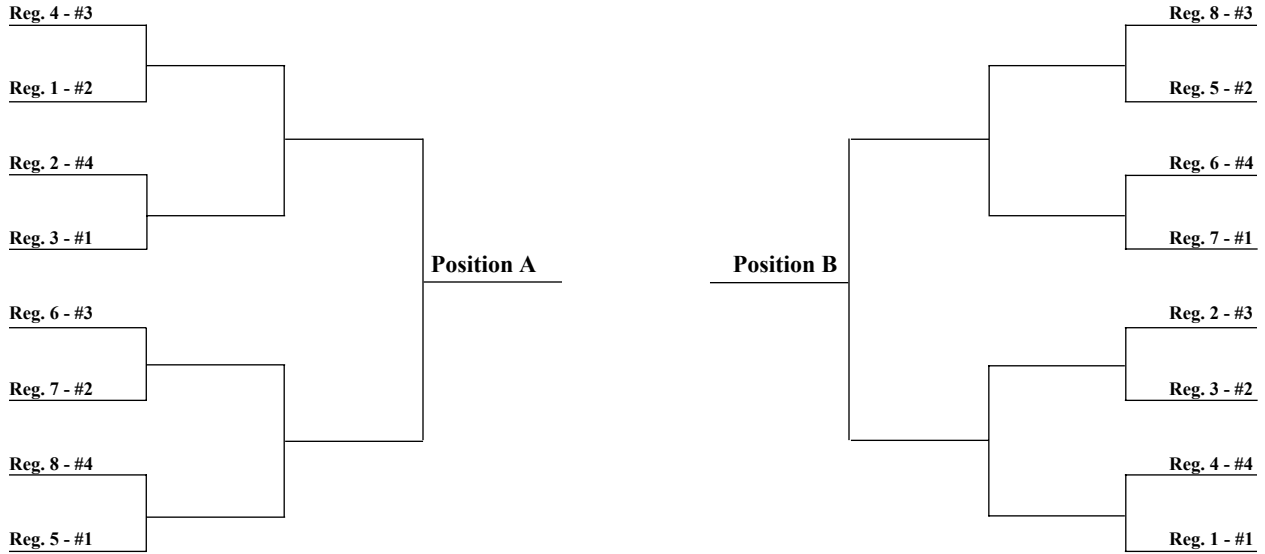 Reg. 4 - #3
Reg. 1 - #2
Reg. 2 - #4
Reg. 3 - #1
Position A
Reg. 6 - #3
Reg. 7 - #2
Reg. 8 - #4
Reg. 5 - #1
Reg. 8 - #3
Reg. 5 - #2
Reg. 6 - #4
Reg. 7 - #1
Position B
Reg. 2 - #3
Reg. 3 - #2
Reg. 4 - #4
Reg. 1 - #1